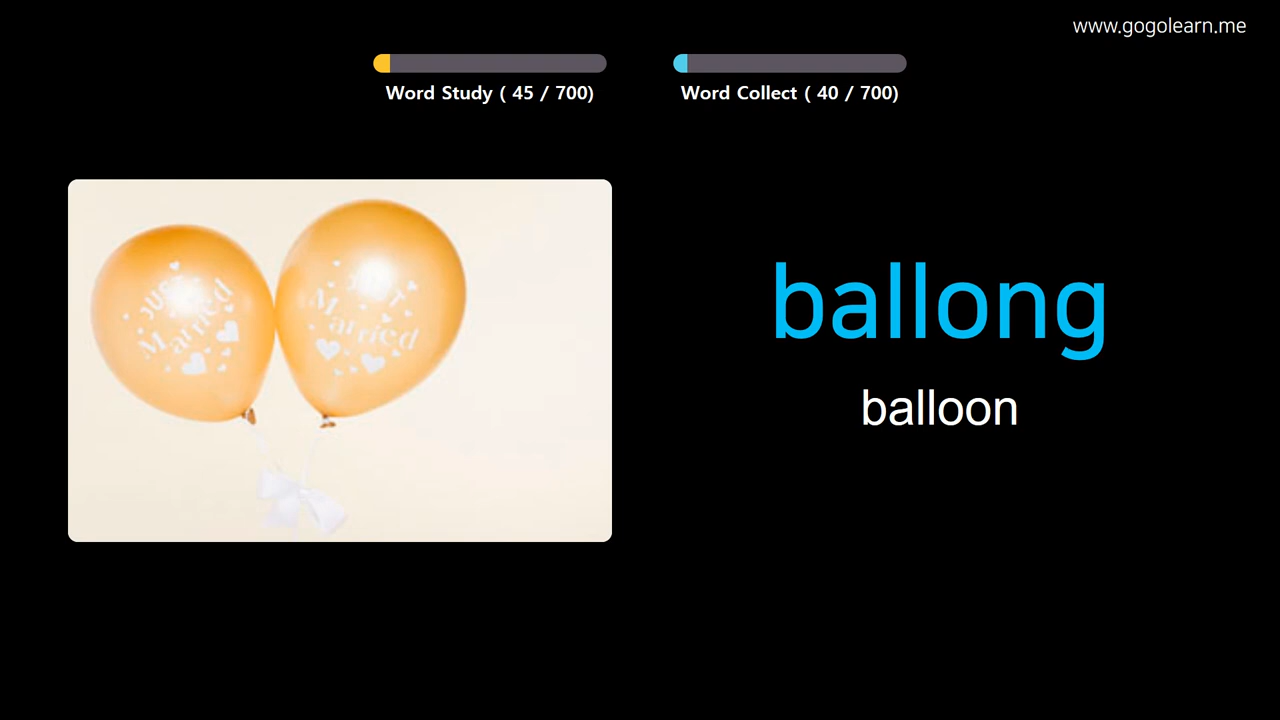 www.gogolearn.me
Word Study ( 45 / 700)
Word Collect ( 40 / 700)
JUST
Married
JUST
Married
ballong
balloon